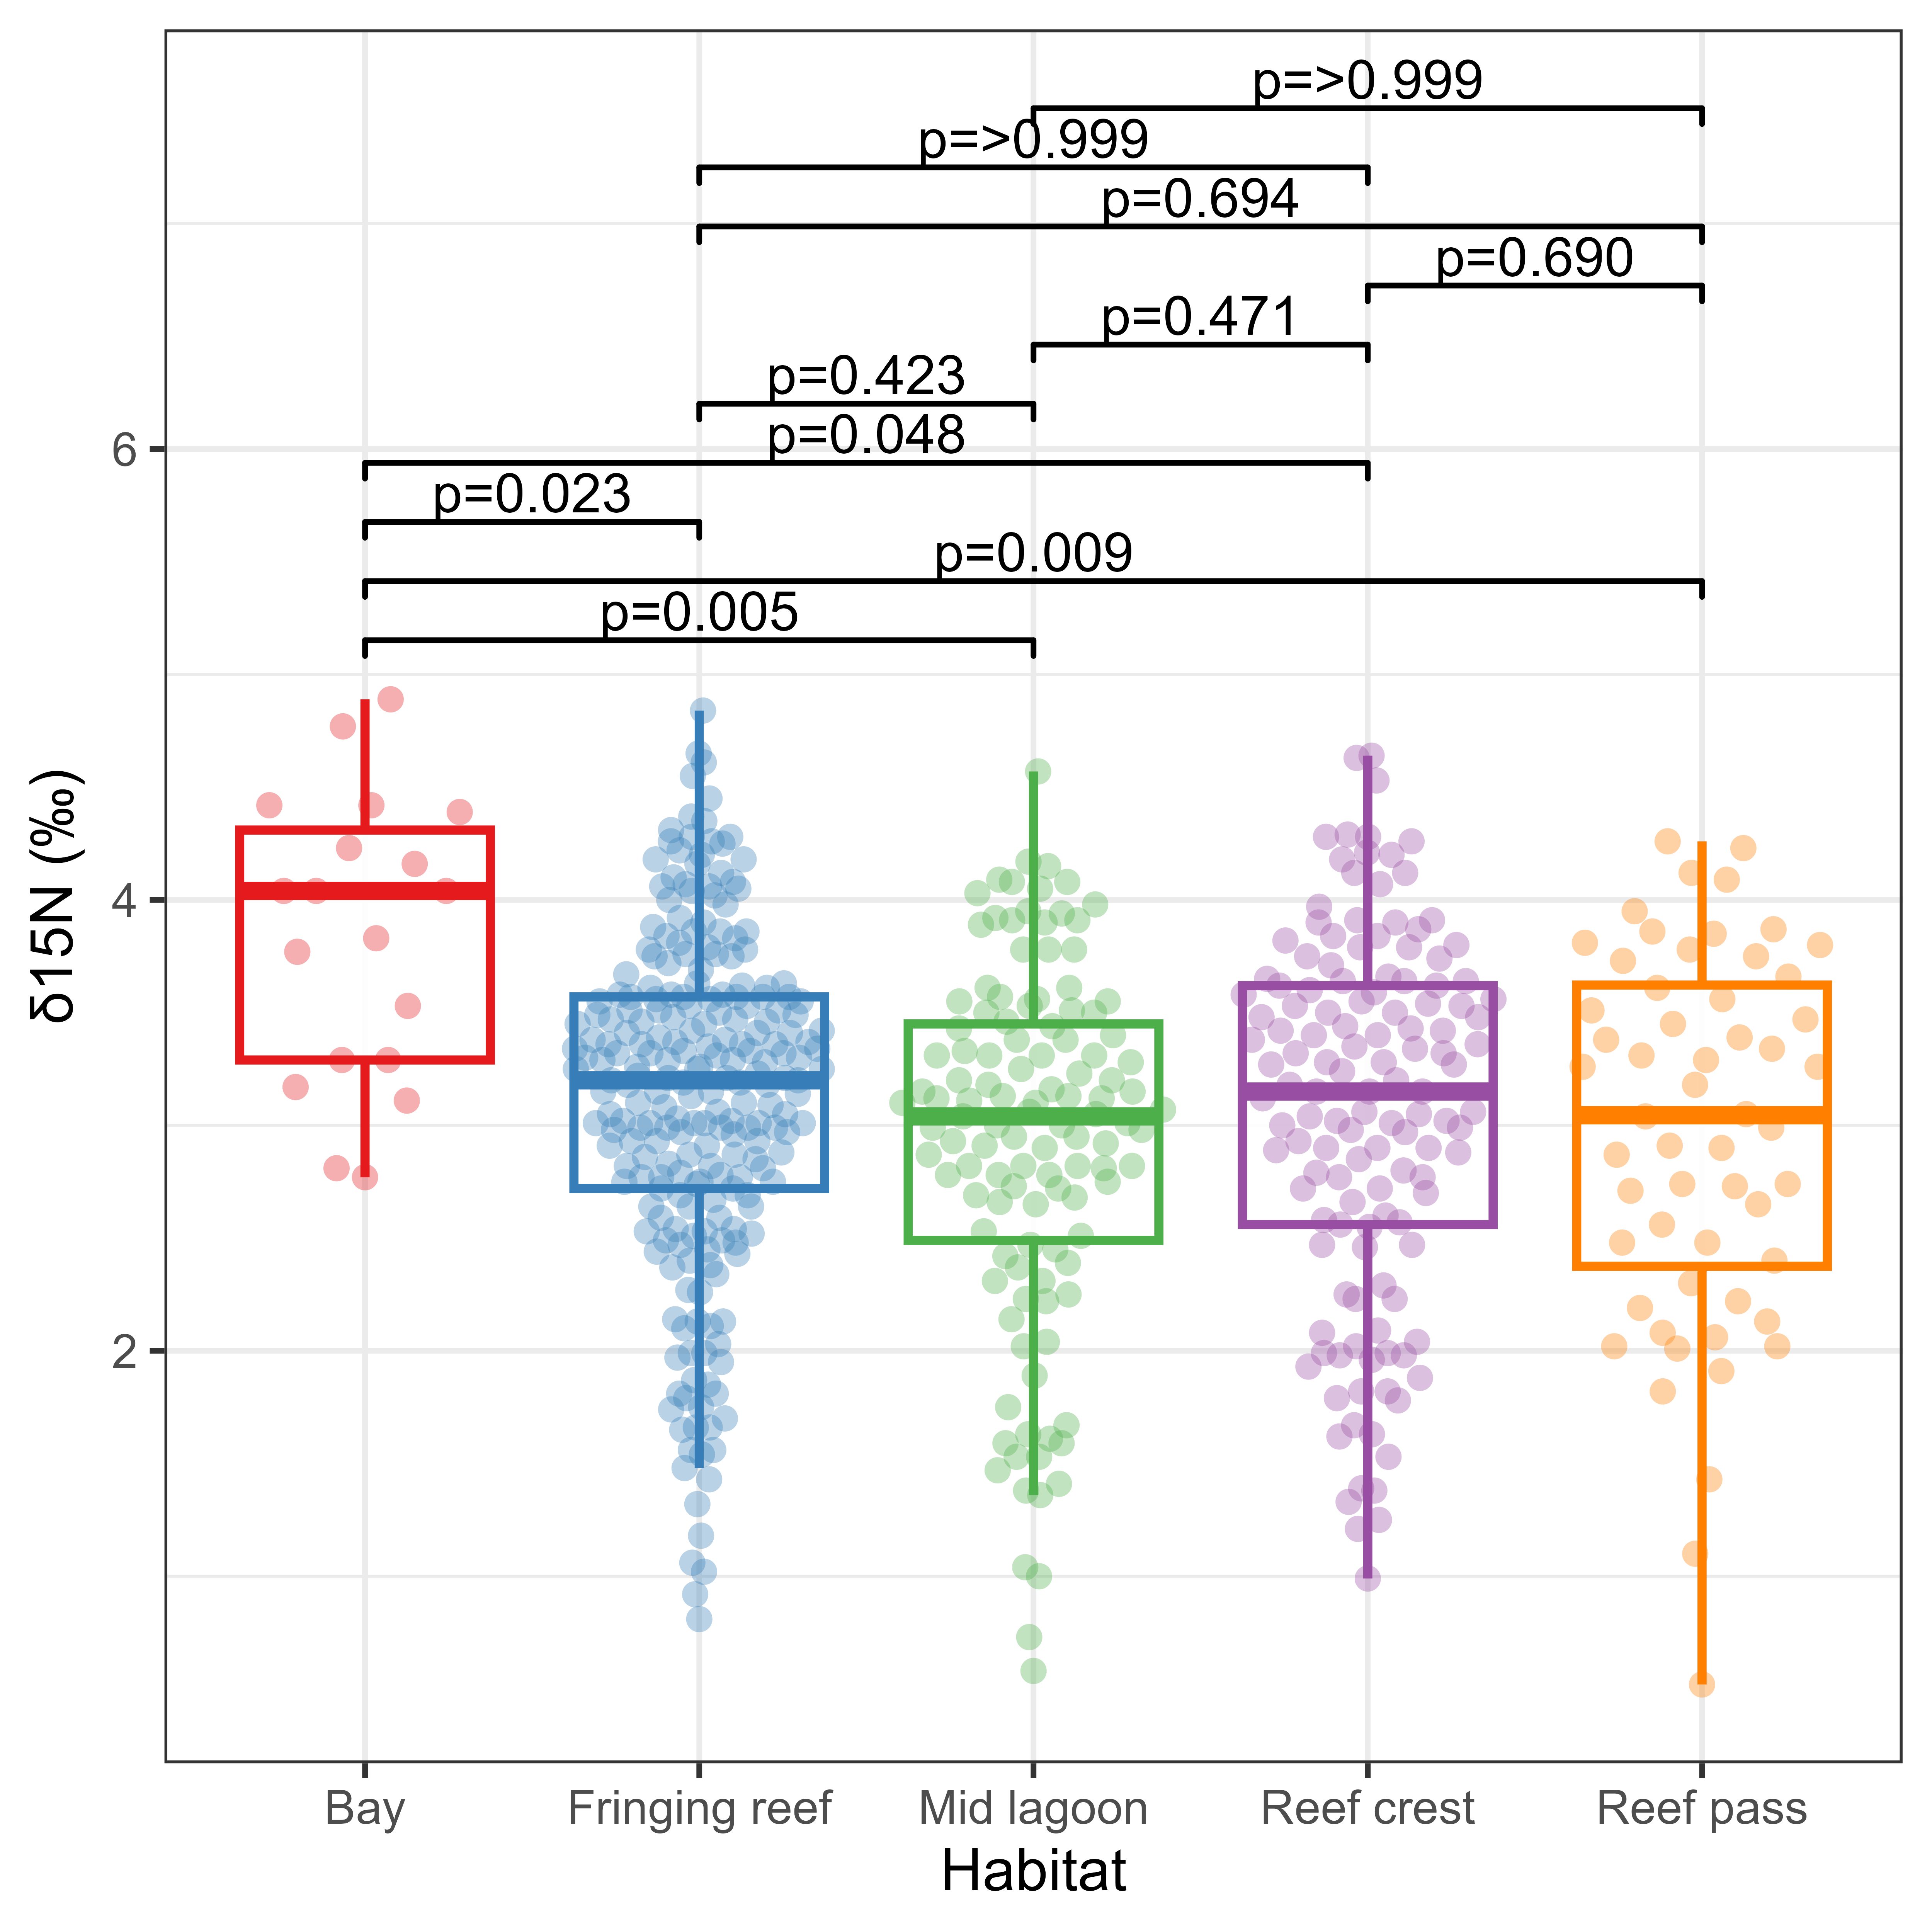 p=>0.999
p=>0.999
p=0.694
p=0.690
p=0.471
p=0.423
p=0.048
p=0.023
p=0.009
p=0.005
6
4
2
δ15N (‰)
Bay
Fringing reef
Mid lagoon
Reef crest
Reef pass
Habitat